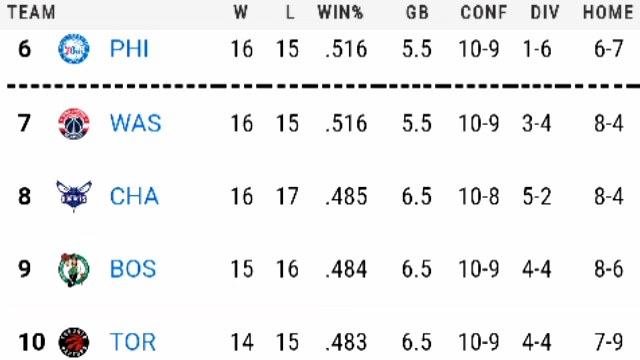 TEAM W L WIN% GB CONF DIV HOME
6 PHI 16 15 .516 5.5 10-9 1-6 6-7
7 WAS 16 15 .516 5.5 10-9 3-4 8-4
8 CHA 16 17 .485 6.5 10-8 5-2 8-4
9 BOS 15 16 .484 6.5 10-9 4-4 8-6
10 TOR 14 15 .483 6.5 10-9 4-4 7-9